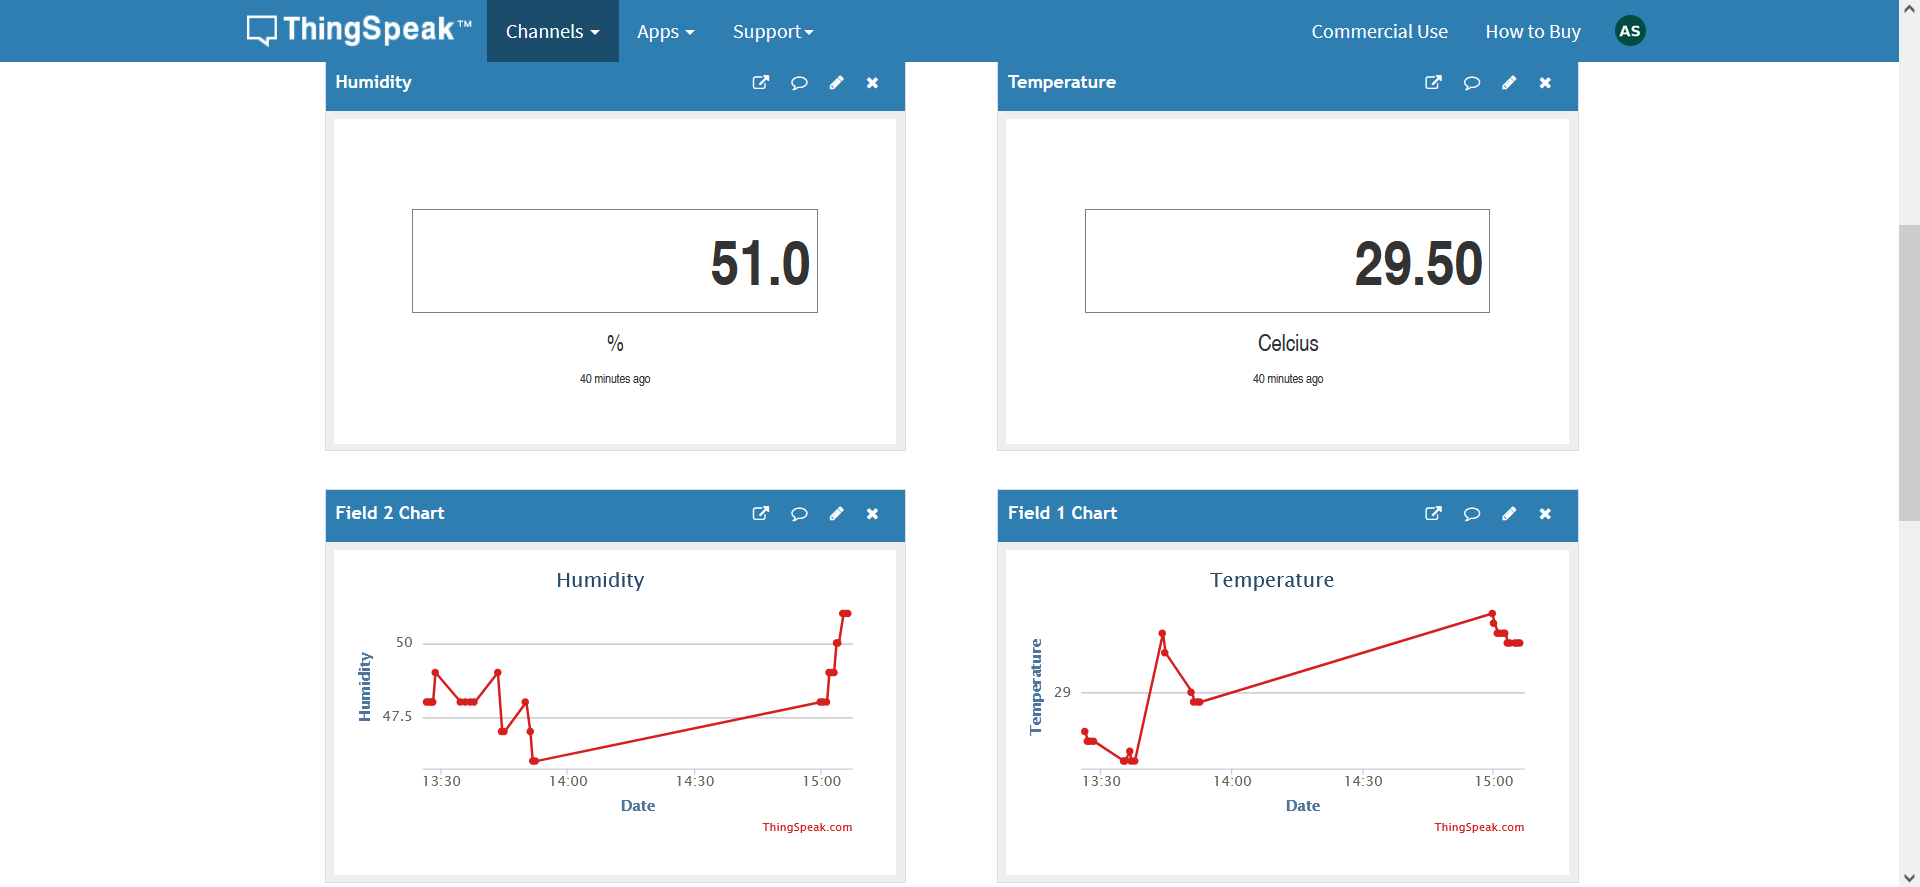 ThingSpeak™ Channels Apps Support Commercial Use How to Buy AS
Humidity
51.0
%
40 minutes ago
Temperature
29.50
Celcius
40 minutes ago
Field 2 Chart
Humidity
Humidity
50
47.5
13:30 14:00 14:30 15:00
Date
ThingSpeak.com
Field 1 Chart
Temperature
Temperature
29
13:30 14:00 14:30 15:00
Date
ThingSpeak.com